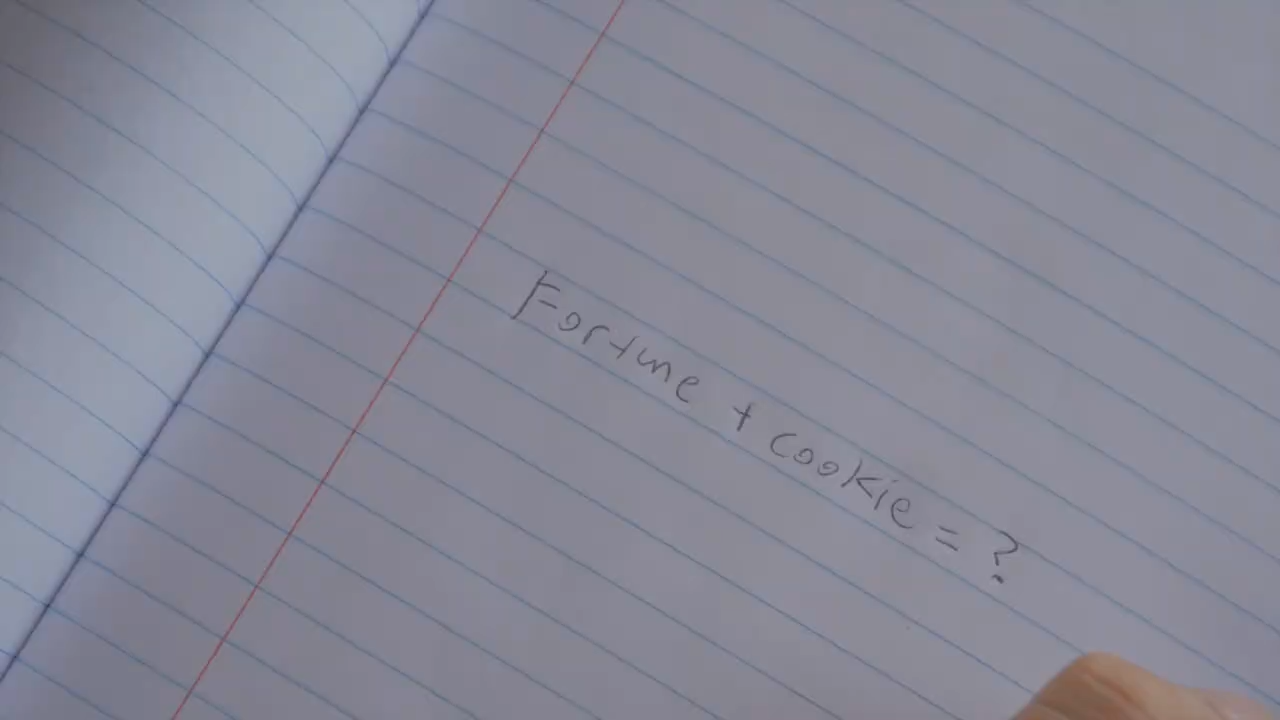 Fortune + cookie = ?